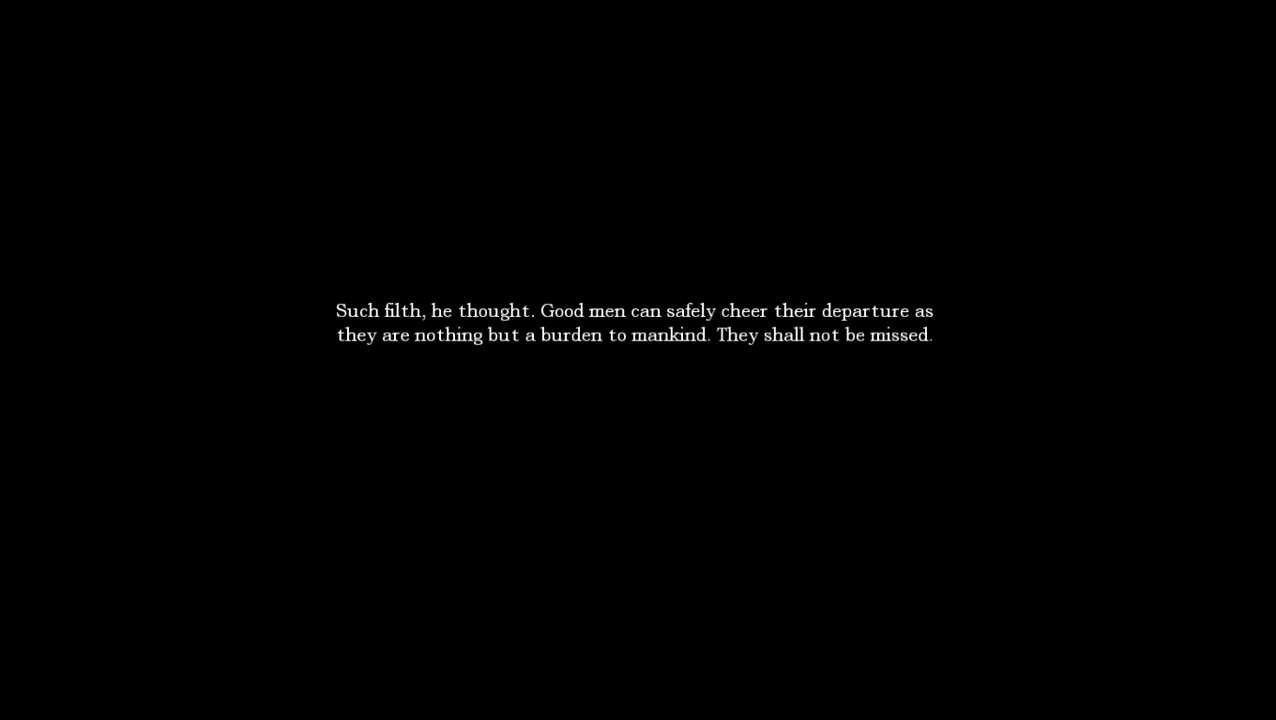 Such filth, he thought. Good men can safely cheer their departure as
they are nothing but a burden to mankind. They shall not be missed.